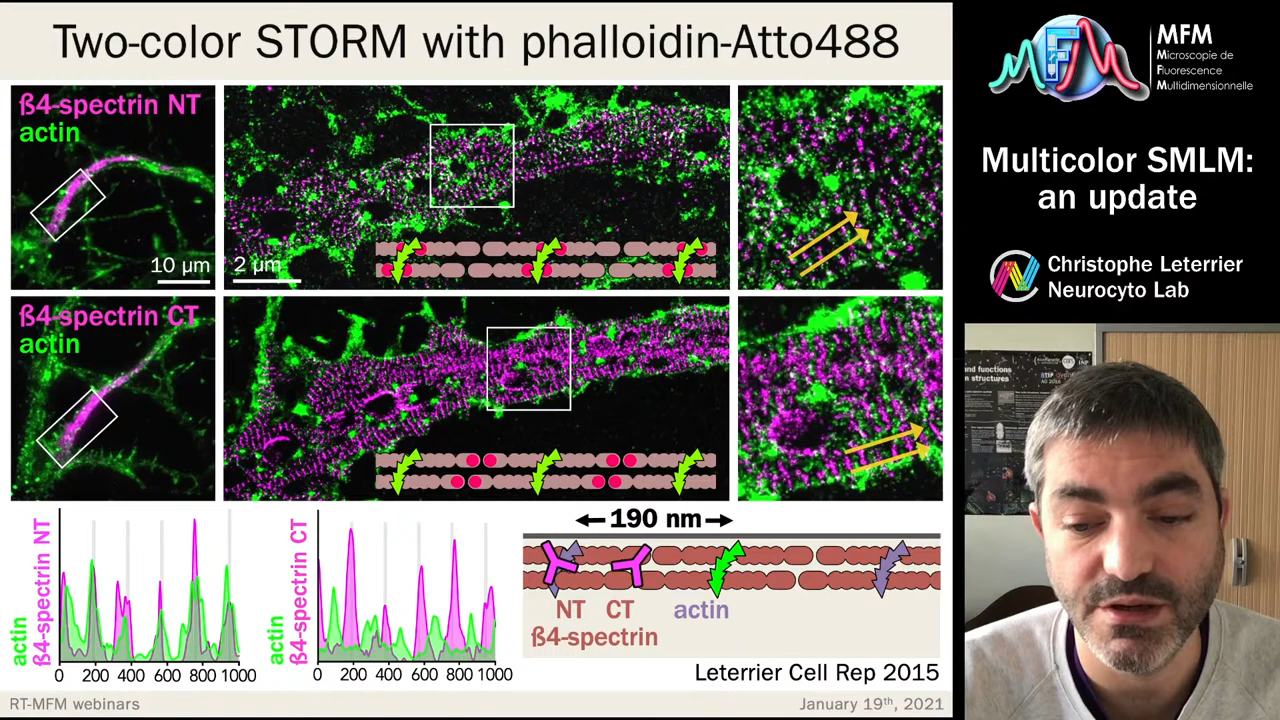 Two-color STORM with phalloidin-Atto488
ß4-spectrin NT
actin
10 µm
2 µm
ß4-spectrin CT
actin
actin
ß4-spectrin NT
0 200 400 600 800 1000
actin
ß4-spectrin CT
0 200 400 600 800 1000
190 nm
NT CT actin
ß4-spectrin
Leterrier Cell Rep 2015
RT-MFM webinars
January 19th, 2021
MFM
MFM
Microscopie de
Fluorescence
Multidimensionnelle
Multicolor SMLM:
an update
Christophe Leterrier
Neurocyto Lab